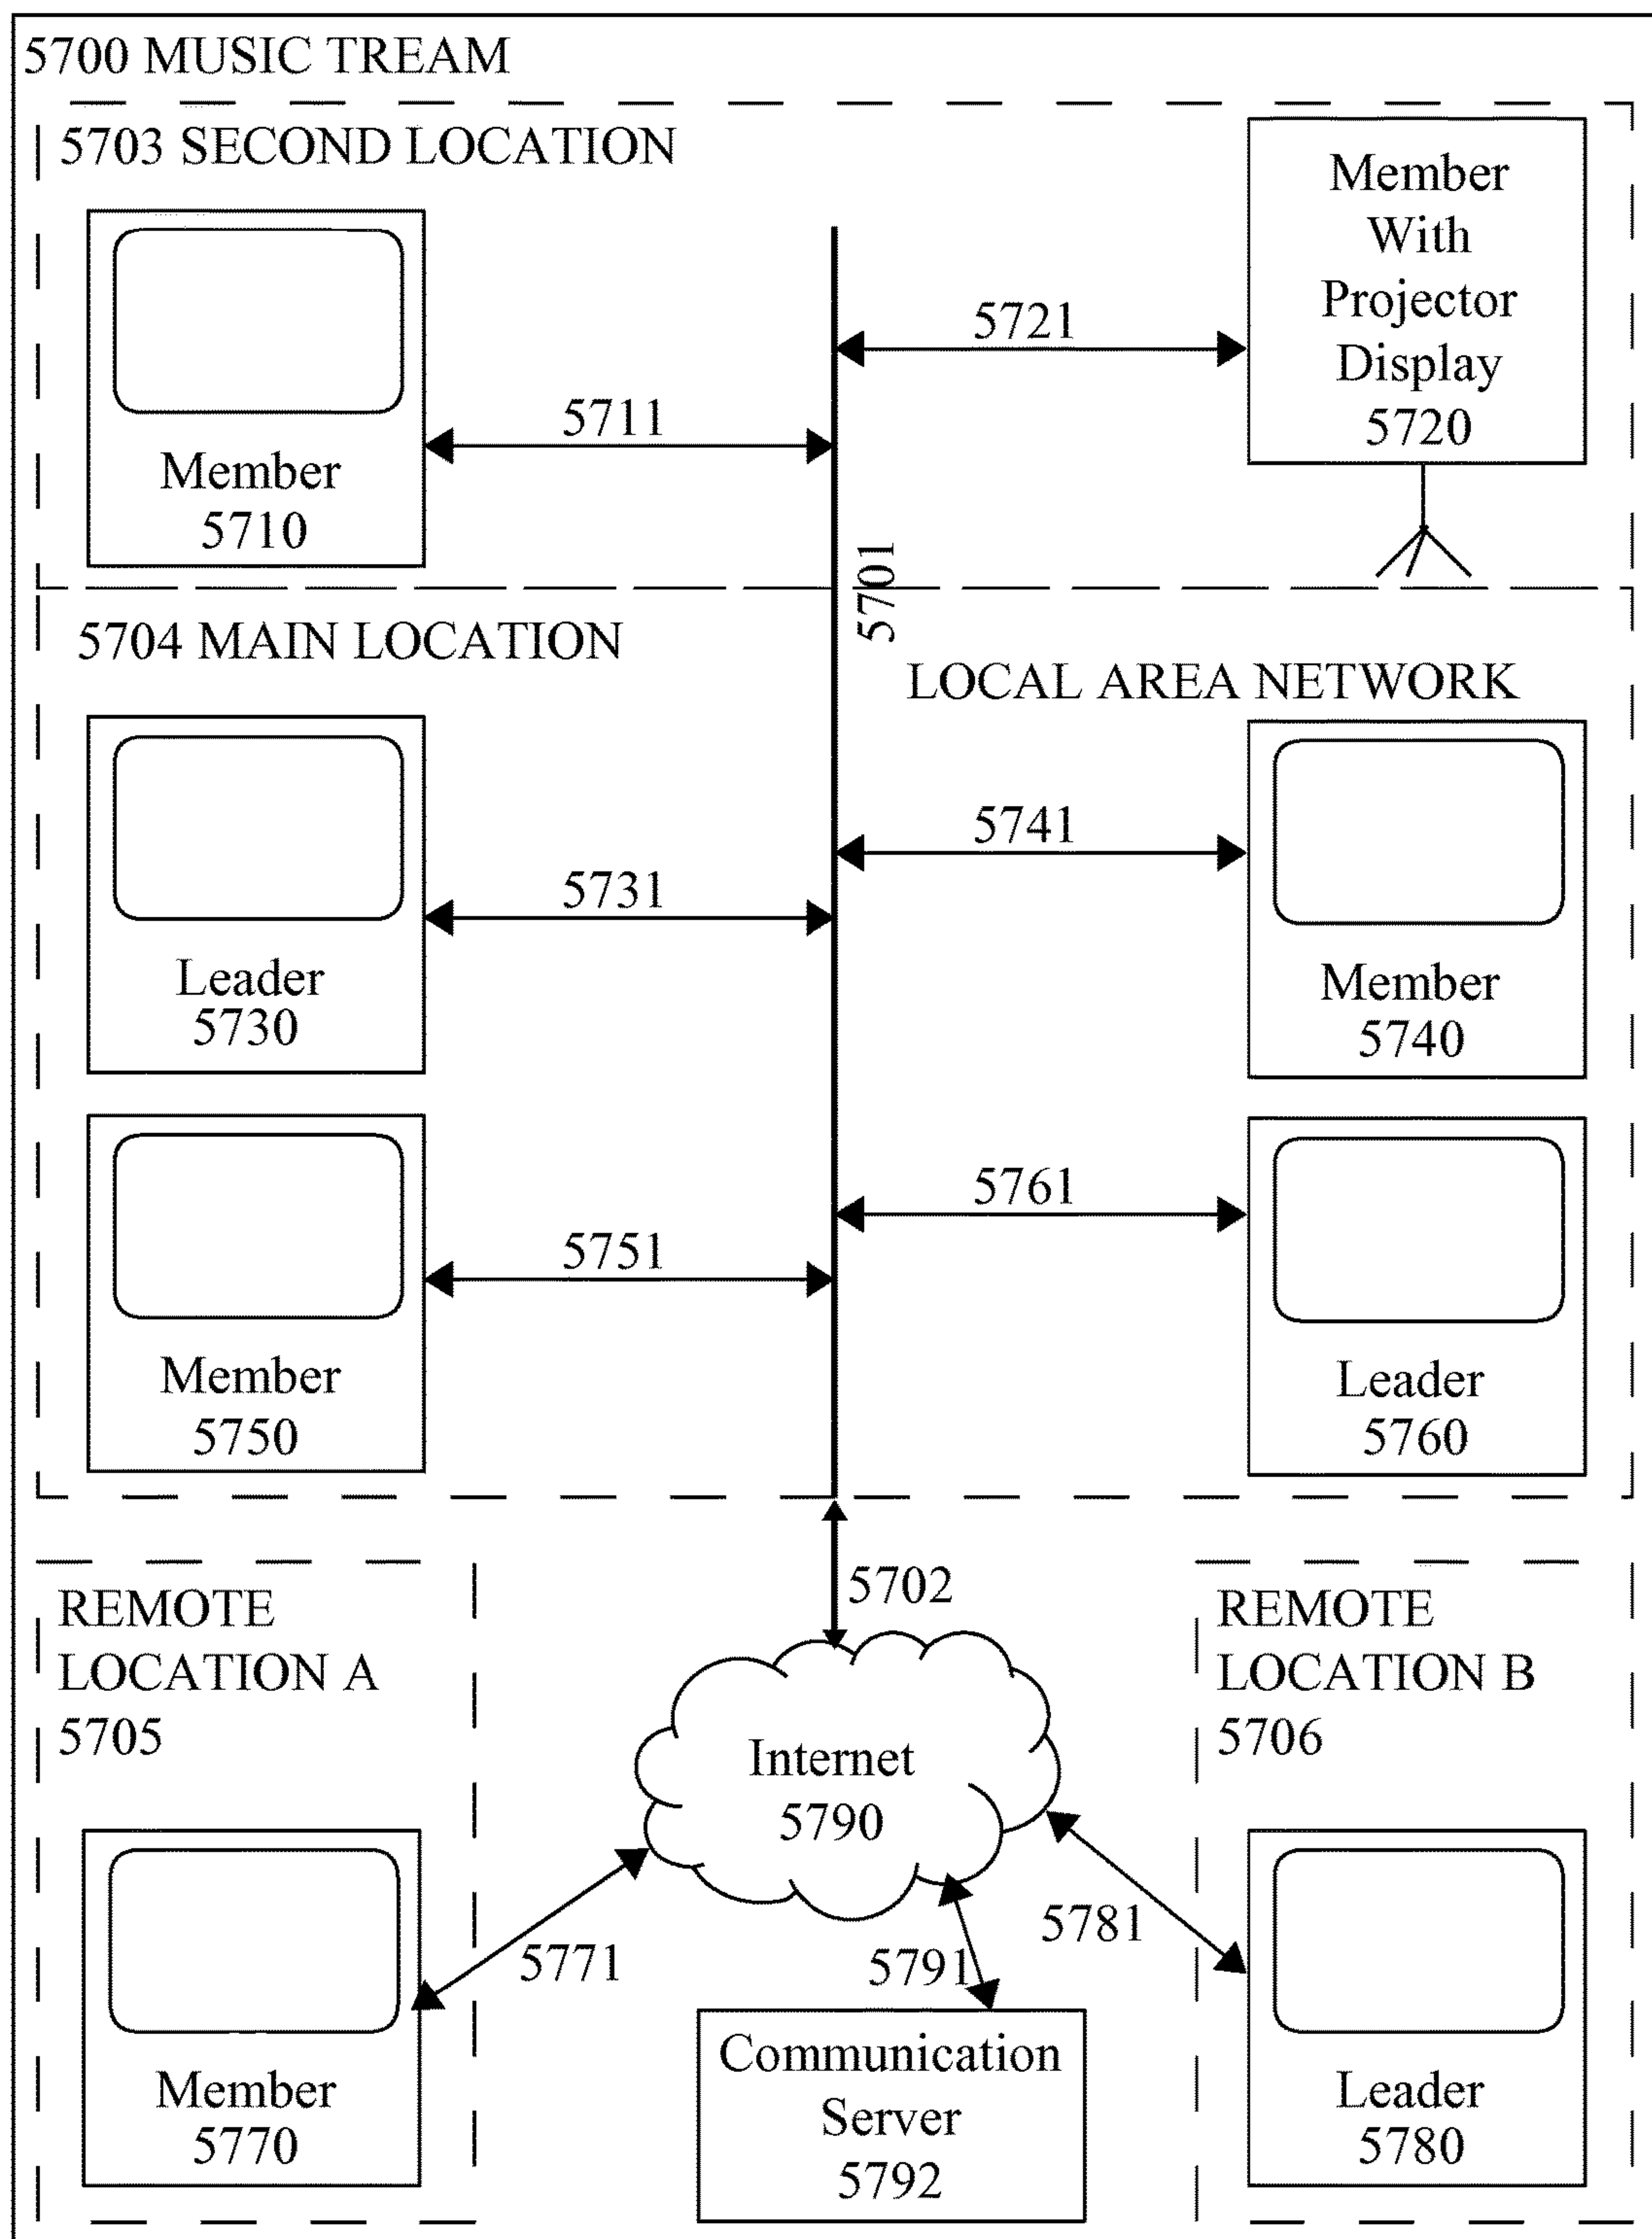 5700 MUSIC TREAM
5703 SECOND LOCATION
Member
With
Projector
Display
5720
5721
5711
Member
5710
5701
5704 MAIN LOCATION
LOCAL AREA NETWORK
5741
5731
Leader
5730
Member
5740
5761
5751
Member
5750
Leader
5760
5702
REMOTE
LOCATION A
5705
REMOTE
LOCATION B
5706
Internet
5790
5771
5791
5781
Member
5770
Communication
Server
5792
Leader
5780